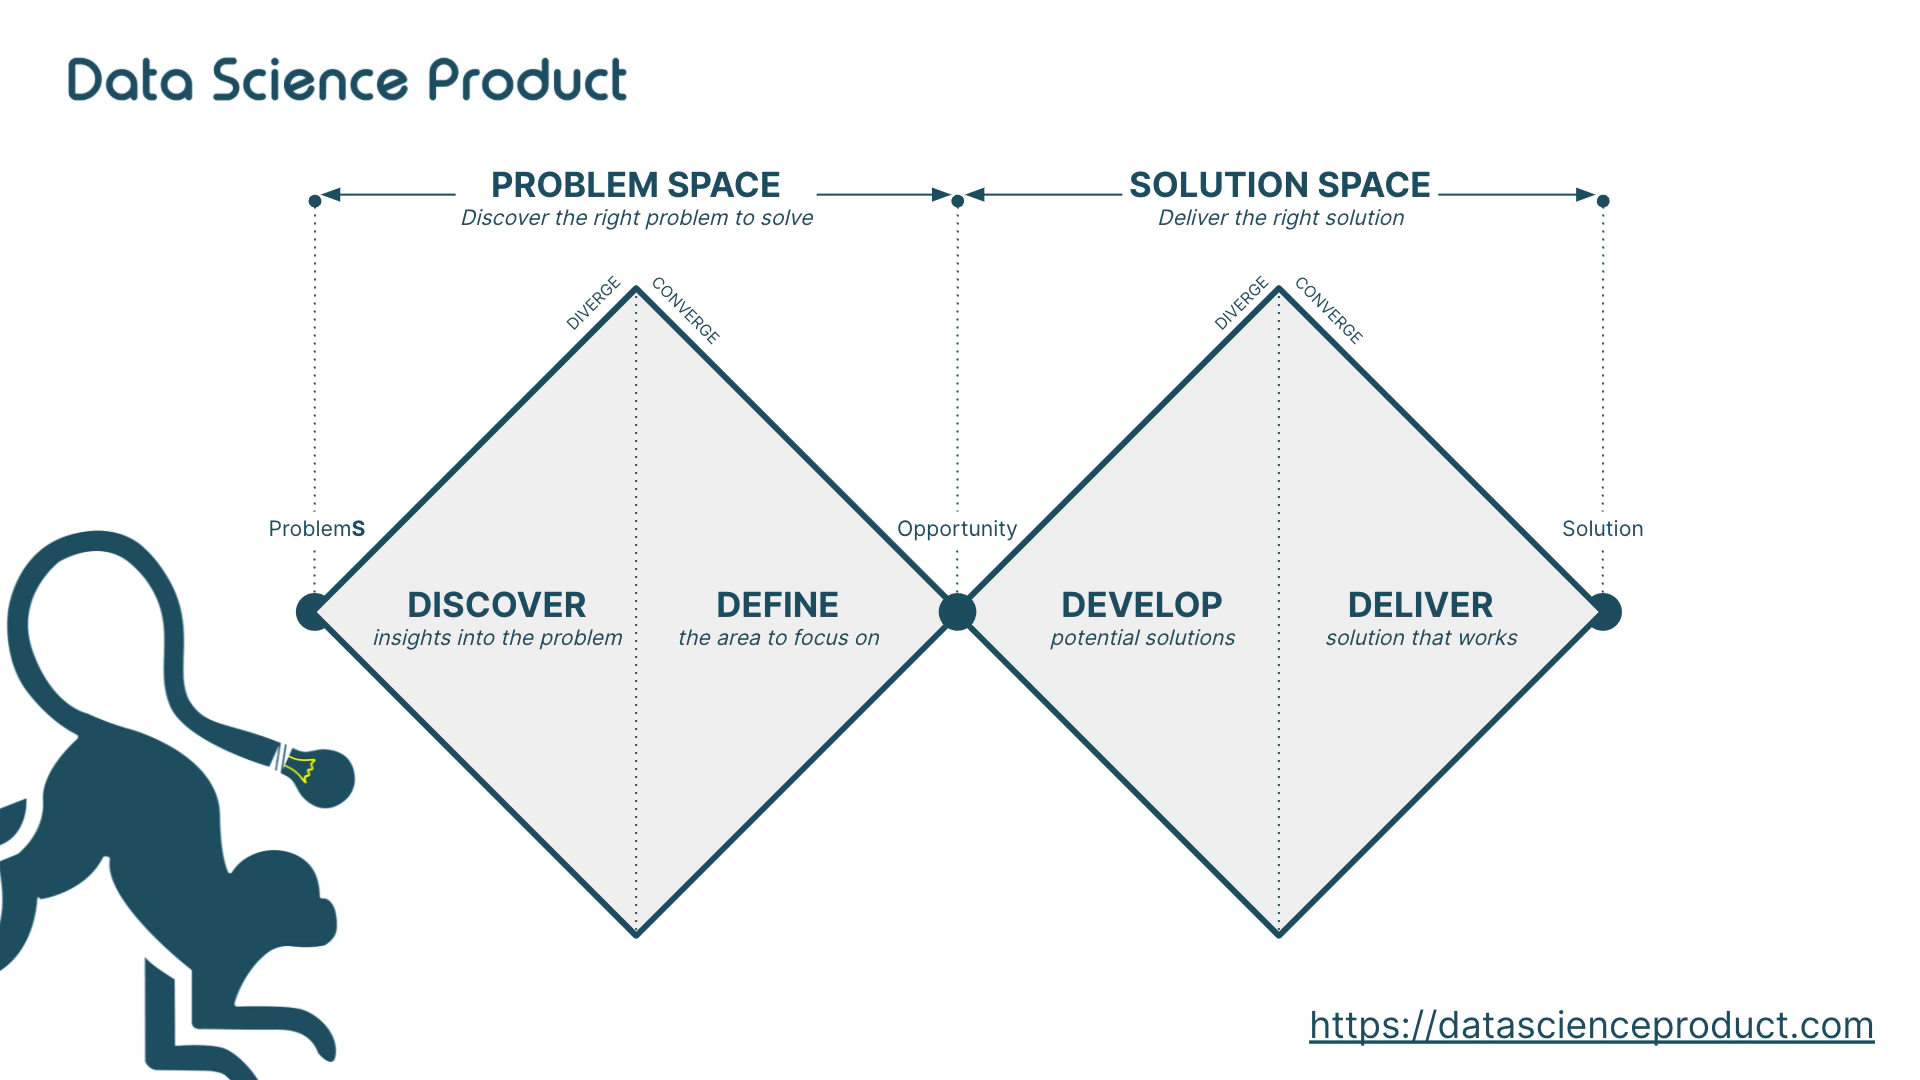 Data Science Product
PROBLEM SPACE
Discover the right problem to solve
SOLUTION SPACE
Deliver the right solution
DIVERGE
CONVERGE
DIVERGE
CONVERGE
ProblemS
Opportunity
Solution
DISCOVER
insights into the problem
DEFINE
the area to focus on
DEVELOP
potential solutions
DELIVER
solution that works
https://datascienceproduct.com